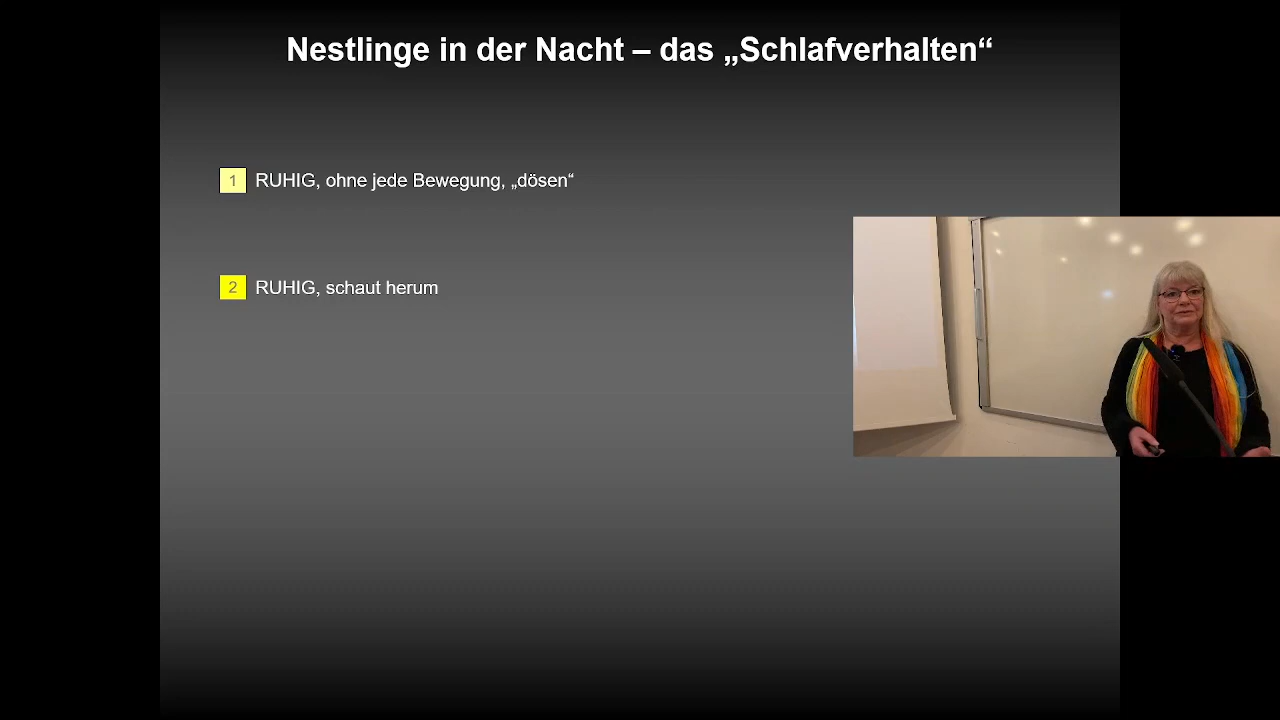 Nestlinge in der Nacht – das „Schlafverhalten“
1 RUHIG, ohne jede Bewegung, „dösen“
2 RUHIG, schaut herum